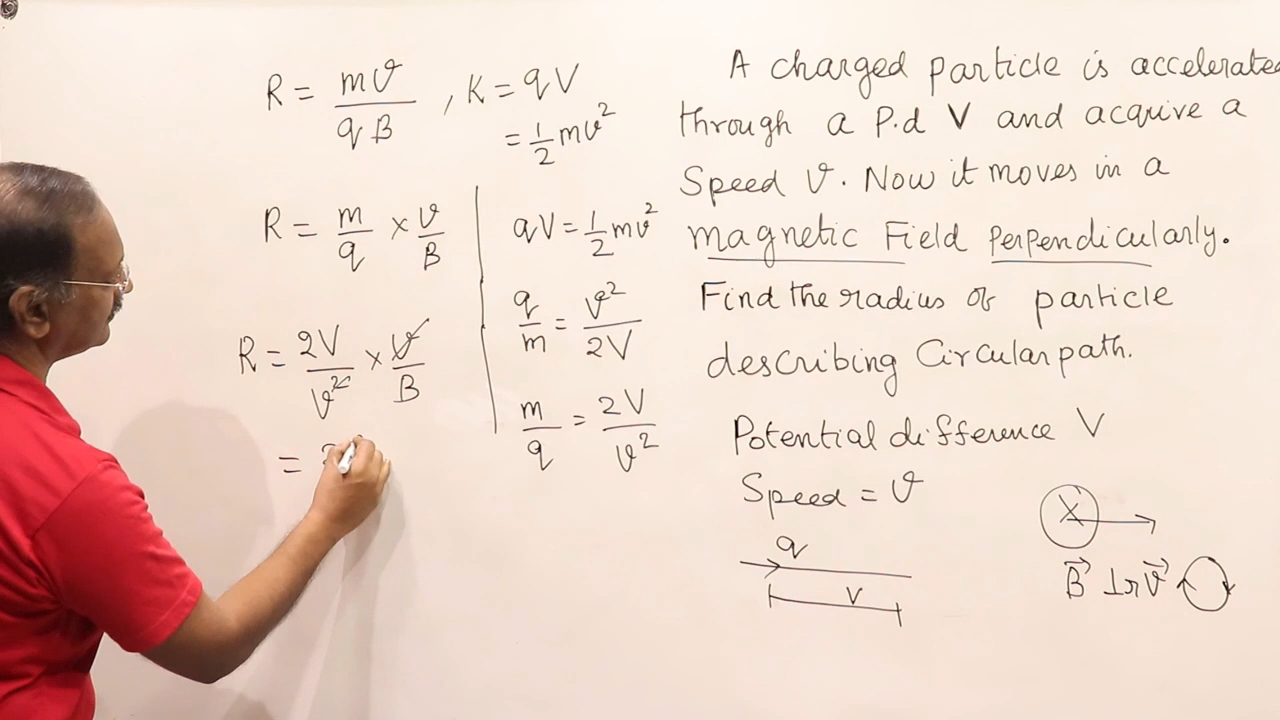 R = mv/qB , K = qV
= 1/2 mv²
R = m/q × v/B
qV = 1/2 mv²
q/m = v²/2V
R = 2V/v² × v/B
m/q = 2V/v²
=
A charged particle is accelerated
through a P.d V and acquire a
Speed v. Now it moves in a
magnetic Field perpendicularly.
Find the radius of particle
describing Circular path.
Potential difference V
Speed = v
q
V
X
B⃗ ⊥r v⃗